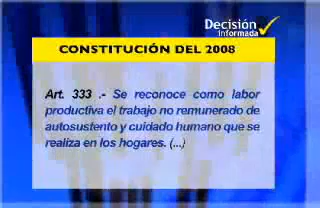 Decisión
informada
CONSTITUCIÓN DEL 2008
Art. 333 .- Se reconoce como labor
productiva el trabajo no remunerado de
autosustento y cuidado humano que se
realiza en los hogares. (...)